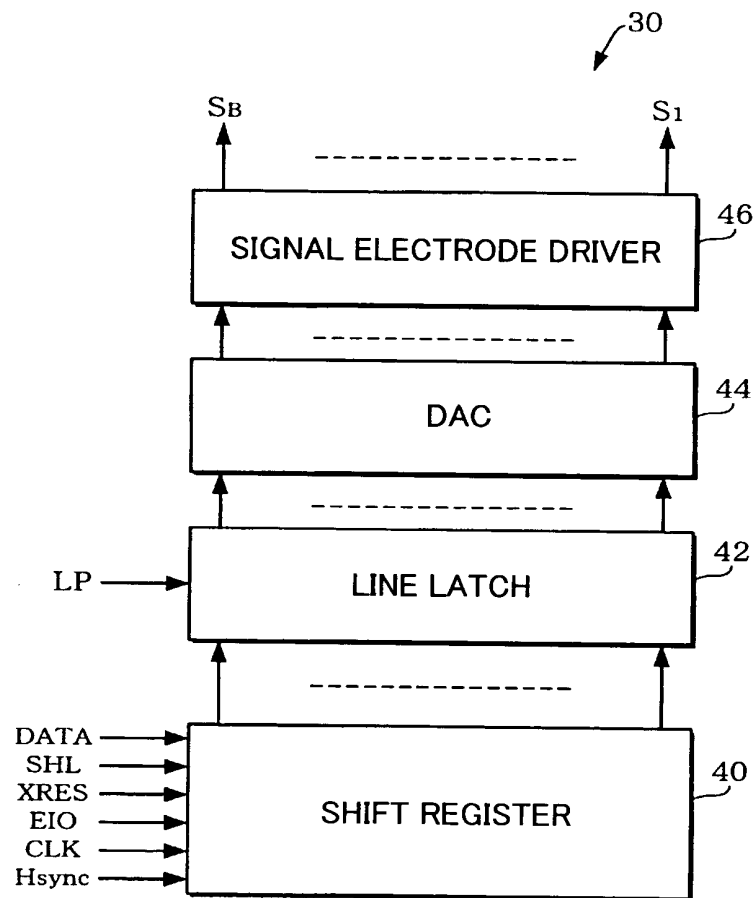 30
SB S1
SIGNAL ELECTRODE DRIVER
46
DAC
44
LINE LATCH
42
LP
DATA
SHL
XRES
EIO
CLK
Hsync
SHIFT REGISTER
40